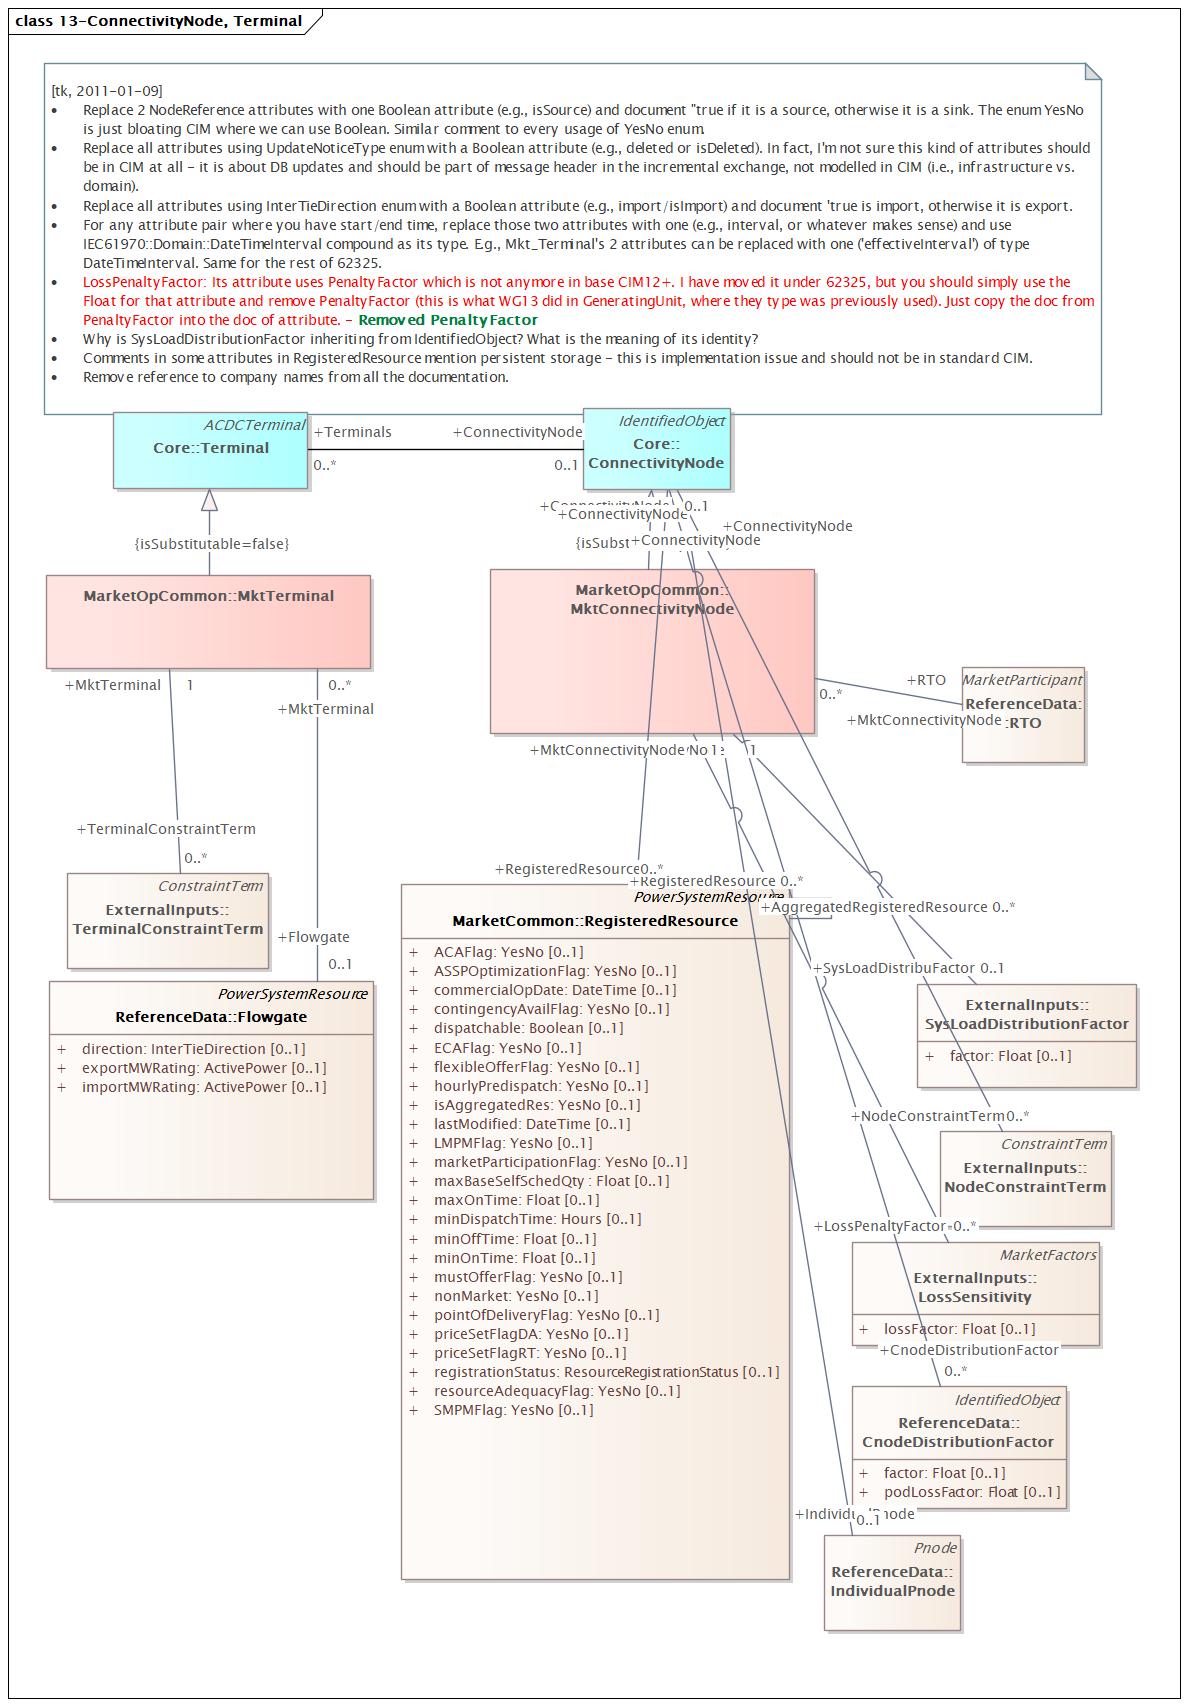 class 13-ConnectivityNode, Terminal
[tk, 2011-01-09]
• Replace 2 NodeReference attributes with one Boolean attribute (e.g., isSource) and document "true if it is a source, otherwise it is a sink. The enum YesNo
is just bloating CIM where we can use Boolean. Similar comment to every usage of YesNo enum.
• Replace all attributes using UpdateNoticeType enum with a Boolean attribute (e.g., deleted or isDeleted). In fact, I'm not sure this kind of attributes should
be in CIM at all - it is about DB updates and should be part of message header in the incremental exchange, not modelled in CIM (i.e., infrastructure vs.
domain).
• Replace all attributes using InterTieDirection enum with a Boolean attribute (e.g., import/isImport) and document 'true is import, otherwise it is export.
• For any attribute pair where you have start/end time, replace those two attributes with one (e.g., interval, or whatever makes sense) and use
IEC61970::Domain::DateTimeInterval compound as its type. E.g., Mkt_Terminal's 2 attributes can be replaced with one ('effectiveInterval') of type
DateTimeInterval. Same for the rest of 62325.
• LossPenaltyFactor: Its attribute uses PenaltyFactor which is not anymore in base CIM12+. I have moved it under 62325, but you should simply use the
Float for that attribute and remove PenaltyFactor (this is what WG13 did in GeneratingUnit, where they type was previously used). Just copy the doc from
PenaltyFactor into the doc of attribute. - Removed PenaltyFactor
• Why is SysLoadDistributionFactor inheriting from IdentifiedObject? What is the meaning of its identity?
• Comments in some attributes in RegisteredResource mention persistent storage - this is implementation issue and should not be in standard CIM.
• Remove reference to company names from all the documentation.
ACDCTerminal
Core::Terminal
+Terminals
0..*
+ConnectivityNode
0..1
IdentifiedObject
Core::
ConnectivityNode
+ConnectivityNode
+ConnectivityNode
0..1
+ConnectivityNode
+ConnectivityNode
{isSubstitutable=false}
MarketOpCommon::MktTerminal
MarketOpCommon::
MktConnectivityNode
+MktTerminal 1
0..*
+MktTerminal
0..*
+RTO
+MktConnectivityNode
MarketParticipant
ReferenceData:
:RTO
+MktConnectivityNode
1
+TerminalConstraintTerm
0..*
ConstraintTerm
ExternalInputs::
TerminalConstraintTerm
+Flowgate
0..1
PowerSystemResource
ReferenceData::Flowgate
+ direction: InterTieDirection [0..1]
+ exportMWRating: ActivePower [0..1]
+ importMWRating: ActivePower [0..1]
+RegisteredResource 0..*
+RegisteredResource 0..*
PowerSystemResource
MarketCommon::RegisteredResource
+ ACAFlag: YesNo [0..1]
+ ASSPOptimizationFlag: YesNo [0..1]
+ commercialOpDate: DateTime [0..1]
+ contingencyAvailFlag: YesNo [0..1]
+ dispatchable: Boolean [0..1]
+ ECAFlag: YesNo [0..1]
+ flexibleOfferFlag: YesNo [0..1]
+ hourlyPredispatch: YesNo [0..1]
+ isAggregatedRes: YesNo [0..1]
+ lastModified: DateTime [0..1]
+ LMPMFlag: YesNo [0..1]
+ marketParticipationFlag: YesNo [0..1]
+ maxBaseSelfSchedQty : Float [0..1]
+ maxOnTime: Float [0..1]
+ minDispatchTime: Hours [0..1]
+ minOffTime: Float [0..1]
+ minOnTime: Float [0..1]
+ mustOfferFlag: YesNo [0..1]
+ nonMarket: YesNo [0..1]
+ pointOfDeliveryFlag: YesNo [0..1]
+ priceSetFlagDA: YesNo [0..1]
+ priceSetFlagRT: YesNo [0..1]
+ registrationStatus: ResourceRegistrationStatus [0..1]
+ resourceAdequacyFlag: YesNo [0..1]
+ SMPMFlag: YesNo [0..1]
+AggregatedRegisteredResource 0..*
+SysLoadDistribuFactor 0..1
ExternalInputs::
SysLoadDistributionFactor
+ factor: Float [0..1]
+NodeConstraintTerm 0..*
ConstraintTerm
ExternalInputs::
NodeConstraintTerm
+LossPenaltyFactor 0..*
MarketFactors
ExternalInputs::
LossSensitivity
+ lossFactor: Float [0..1]
+CnodeDistributionFactor
0..*
IdentifiedObject
ReferenceData::
CnodeDistributionFactor
+ factor: Float [0..1]
+ podLossFactor: Float [0..1]
+IndividualPnode
0..1
Pnode
ReferenceData::
IndividualPnode